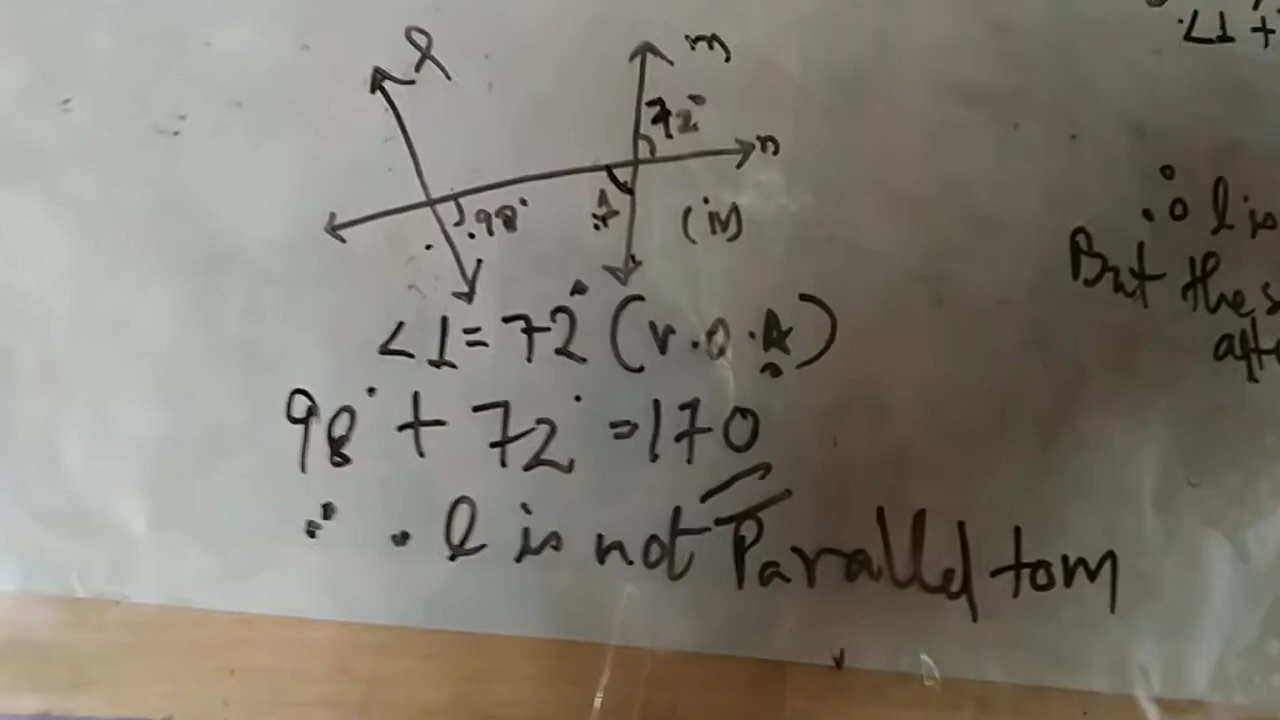 l
m
72°
n
98°
1
(iv)
∠1 = 72° (v.o.A)
98° + 72° = 170
∴ l is not Parallel to m
∠1 +
∴ l is
But the s
afte